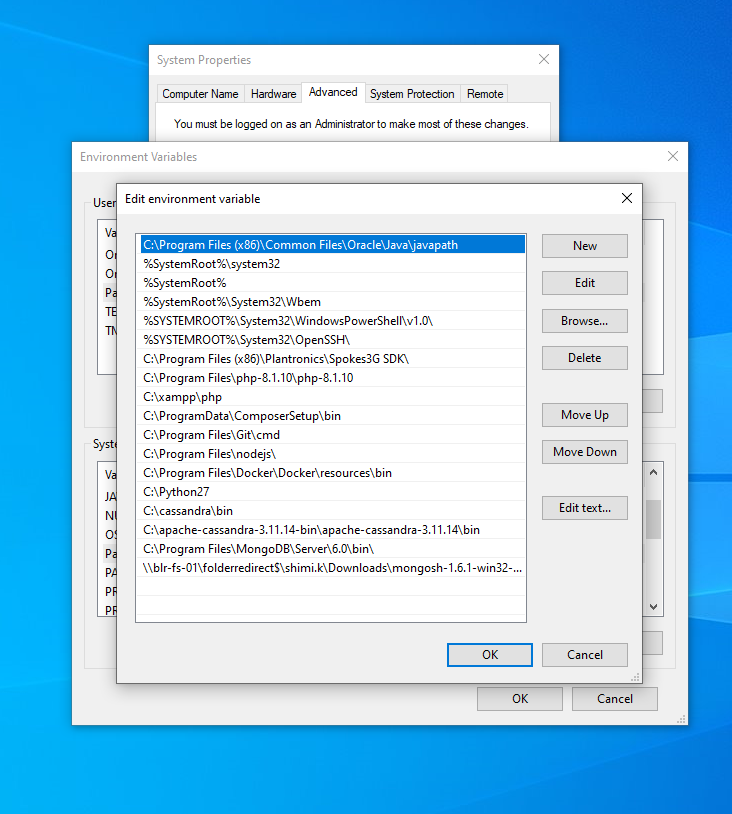 System Properties
Computer Name Hardware Advanced System Protection Remote
You must be logged on as an Administrator to make most of these changes.
Environment Variables
User
Edit environment variable
C:\Program Files (x86)\Common Files\Oracle\Java\javapath
%SystemRoot%\system32
%SystemRoot%
%SystemRoot%\System32\Wbem
%SYSTEMROOT%\System32\WindowsPowerShell\v1.0\
%SYSTEMROOT%\System32\OpenSSH\
C:\Program Files (x86)\Plantronics\Spokes3G SDK\
C:\Program Files\php-8.1.10\php-8.1.10
C:\xampp\php
C:\ProgramData\ComposerSetup\bin
C:\Program Files\Git\cmd
C:\Program Files\nodejs\
C:\Program Files\Docker\Docker\resources\bin
C:\Python27
C:\cassandra\bin
C:\apache-cassandra-3.11.14-bin\apache-cassandra-3.11.14\bin
C:\Program Files\MongoDB\Server\6.0\bin\
\\blr-fs-01\folderredirect$\shimi.k\Downloads\mongosh-1.6.1-win32-...
New
Edit
Browse...
Delete
Move Up
Move Down
Edit text...
OK Cancel
Va
On
On
Pa
TE
TN
Syste
Va
JA
NU
OS
Pa
PA
PR
PR
OK Cancel